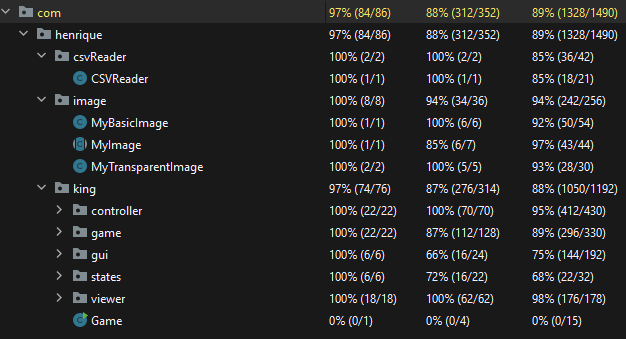 com 97% (84/86) 88% (312/352) 89% (1328/1490)
henrique 97% (84/86) 88% (312/352) 89% (1328/1490)
csvReader 100% (2/2) 100% (2/2) 85% (36/42)
CSVReader 100% (1/1) 100% (1/1) 85% (18/21)
image 100% (8/8) 94% (34/36) 94% (242/256)
MyBasicImage 100% (1/1) 100% (6/6) 92% (50/54)
MyImage 100% (1/1) 85% (6/7) 97% (43/44)
MyTransparentImage 100% (2/2) 100% (5/5) 93% (28/30)
king 97% (74/76) 87% (276/314) 88% (1050/1192)
controller 100% (22/22) 100% (70/70) 95% (412/430)
game 100% (22/22) 87% (112/128) 89% (296/330)
gui 100% (6/6) 66% (16/24) 75% (144/192)
states 100% (6/6) 72% (16/22) 68% (22/32)
viewer 100% (18/18) 100% (62/62) 98% (176/178)
Game 0% (0/1) 0% (0/4) 0% (0/15)